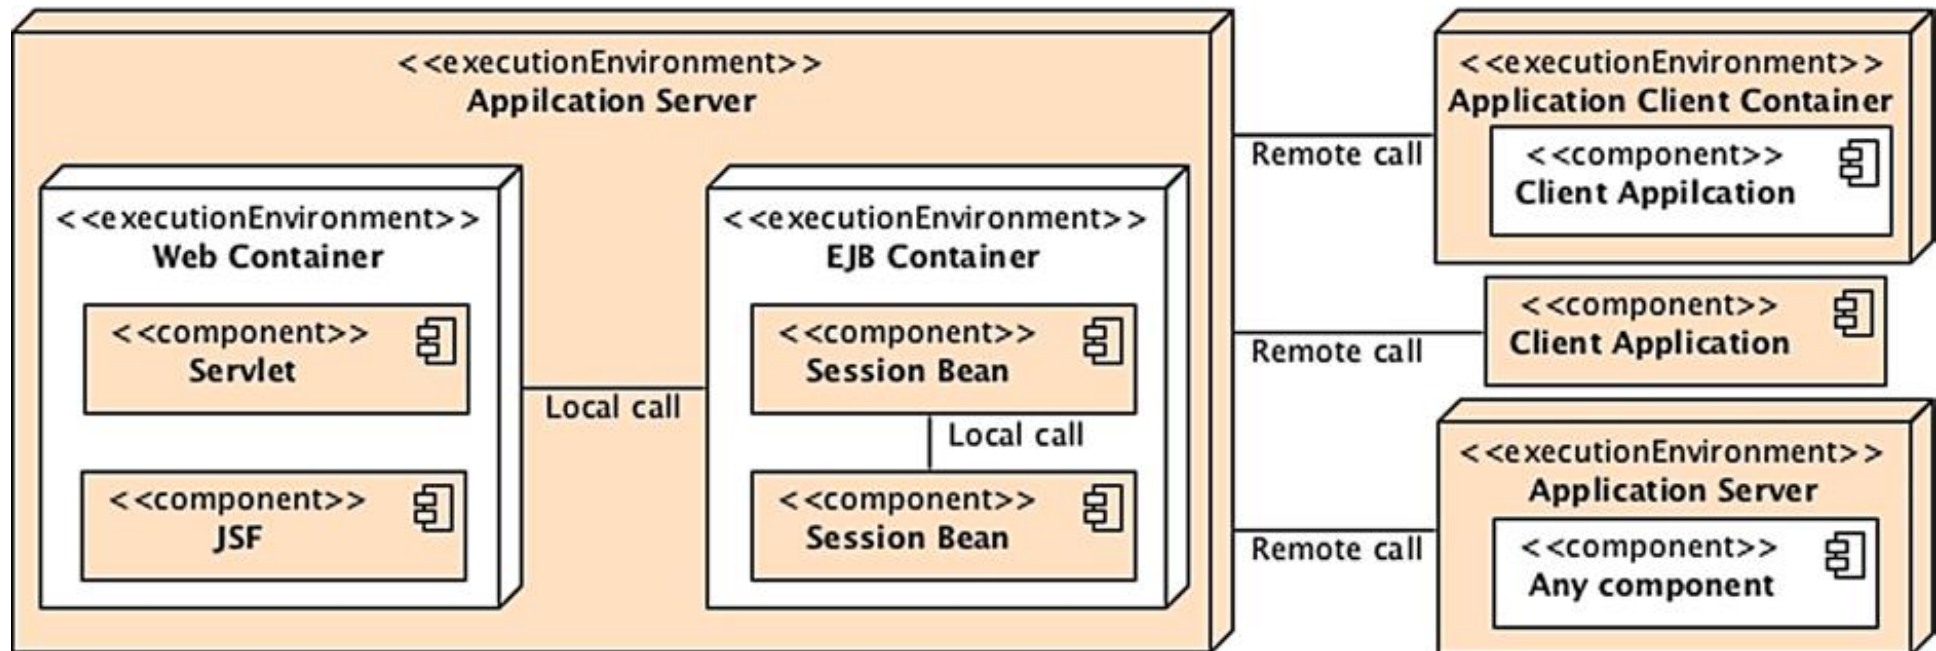 <<executionEnvironment>>
Appilcation Server
<<executionEnvironment>>
Web Container
<<component>>
Servlet
<<component>>
JSF
Local call
<<executionEnvironment>>
EJB Container
<<component>>
Session Bean
Local call
<<component>>
Session Bean
Remote call
<<executionEnvironment>>
Application Client Container
<<component>>
Client Appilcation
Remote call
<<component>>
Client Application
Remote call
<<executionEnvironment>>
Application Server
<<component>>
Any component